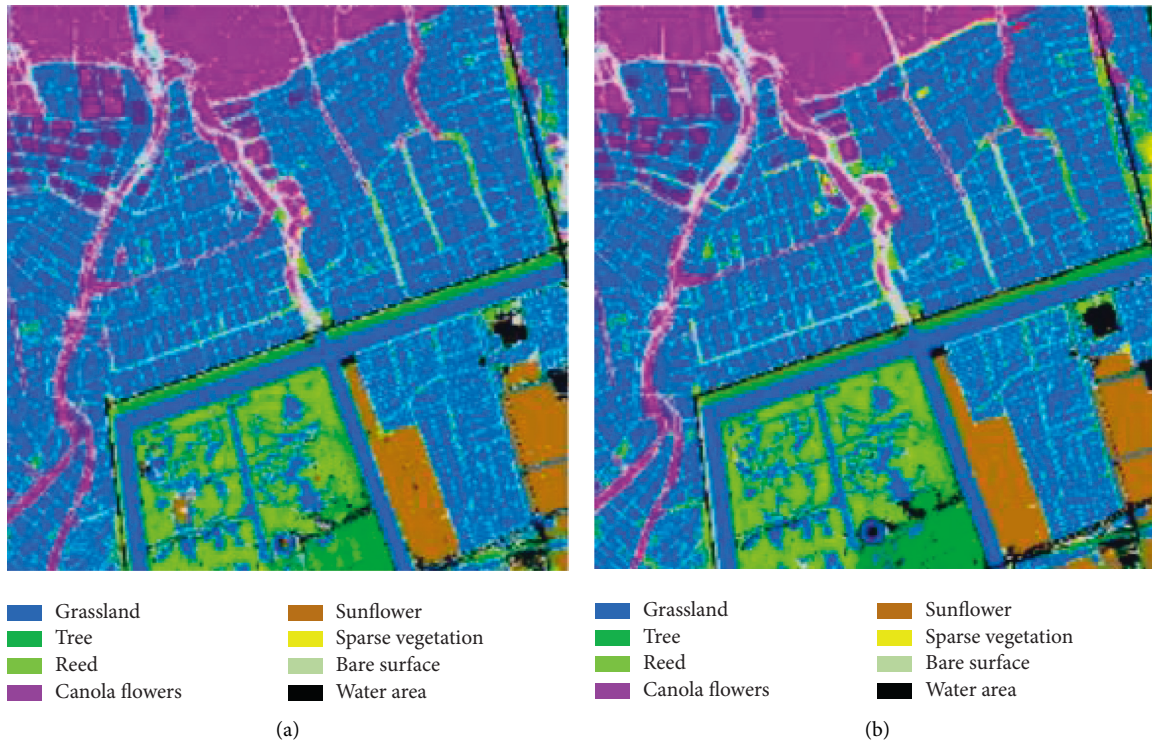 Grassland
Tree
Reed
Canola flowers
Sunflower
Sparse vegetation
Bare surface
Water area
(a)
Grassland
Tree
Reed
Canola flowers
Sunflower
Sparse vegetation
Bare surface
Water area
(b)